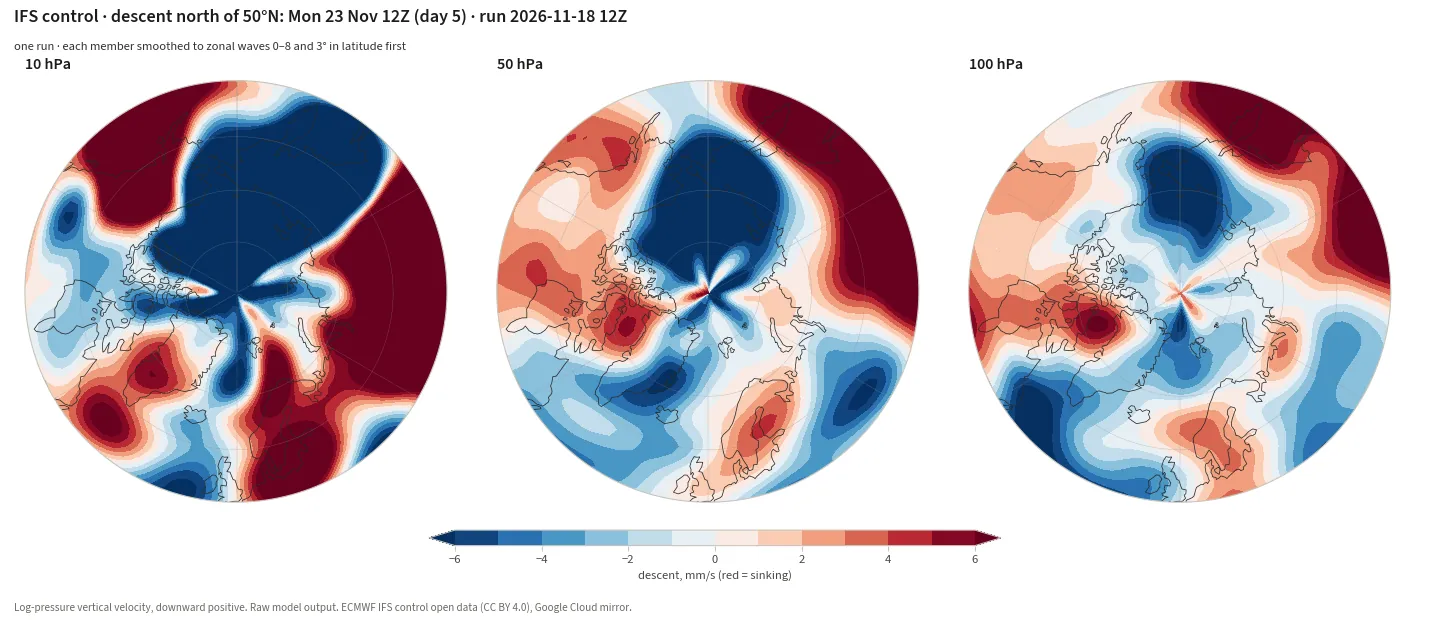 IFS control · descent north of 50°N: Mon 23 Nov 12Z (day 5) · run 2026-11-18 12Z
one run · each member smoothed to zonal waves 0–8 and 3° in latitude first
10 hPa
50 hPa
100 hPa
−6 −4 −2 0 2 4 6
descent, mm/s (red = sinking)
Log-pressure vertical velocity, downward positive. Raw model output. ECMWF IFS control open data (CC BY 4.0), Google Cloud mirror.